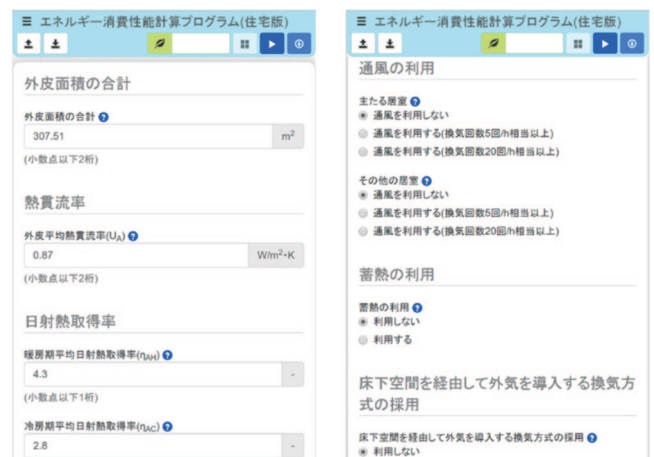 エネルギー消費性能計算プログラム(住宅版)
外皮面積の合計
外皮面積の合計
307.51 m²
(小数点以下2桁)
熱貫流率
外皮平均熱貫流率(UA)
0.87 W/m²・K
(小数点以下2桁)
日射熱取得率
暖房期平均日射熱取得率(ηAH)
4.3 -
(小数点以下1桁)
冷房期平均日射熱取得率(ηAC)
2.8 -
エネルギー消費性能計算プログラム(住宅版)
通風の利用
主たる居室
通風を利用しない
通風を利用する(換気回数5回/h相当以上)
通風を利用する(換気回数20回/h相当以上)
その他の居室
通風を利用しない
通風を利用する(換気回数5回/h相当以上)
通風を利用する(換気回数20回/h相当以上)
蓄熱の利用
蓄熱の利用
利用しない
利用する
床下空間を経由して外気を導入する換気方
式の採用
床下空間を経由して外気を導入する換気方式の採用
利用しない